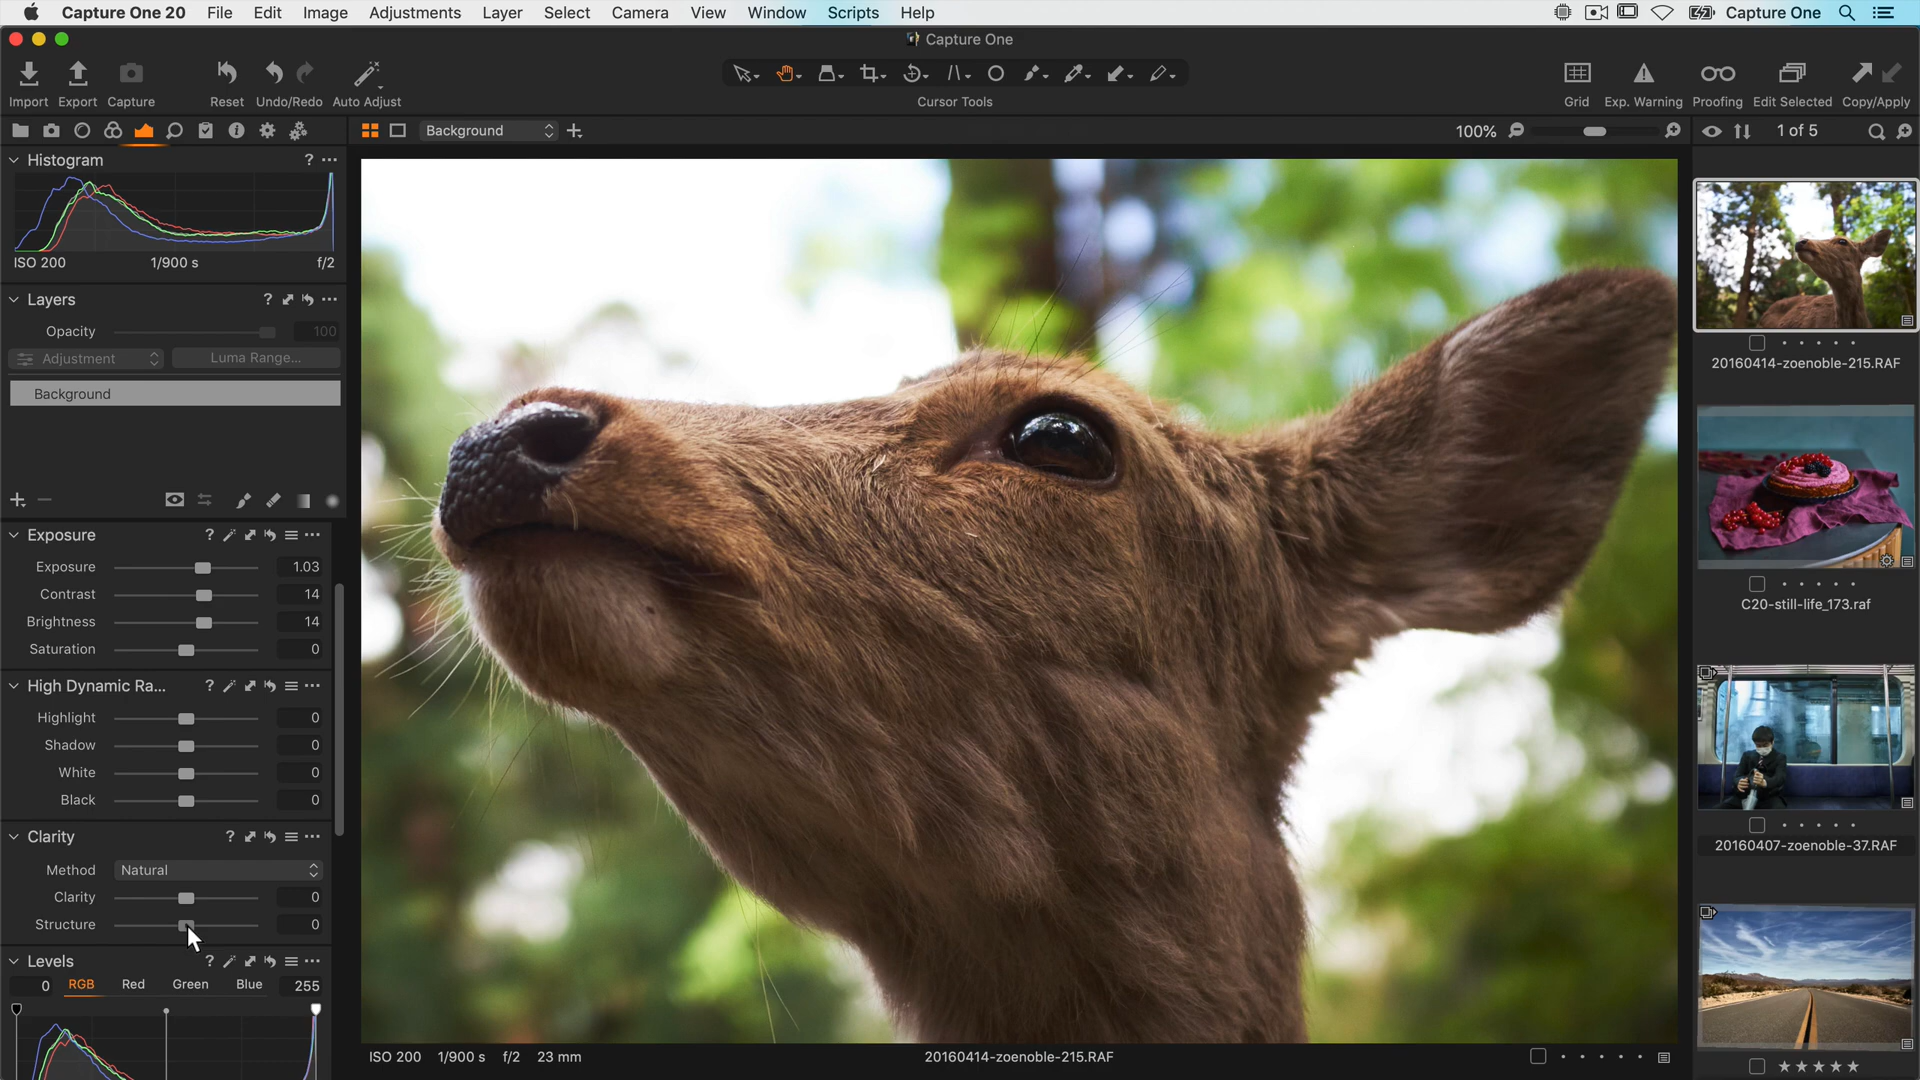 Capture One 20 File Edit Image Adjustments Layer Select Camera View Window Scripts Help Capture One
Capture One
Import Export Capture Reset Undo/Redo Auto Adjust Cursor Tools Grid Exp. Warning Proofing Edit Selected Copy/Apply
Background 100% 1 of 5
Histogram ?
ISO 200 1/900 s f/2
Layers ?
Opacity 100
Adjustment Luma Range...
Background
Exposure ?
Exposure 1.03
Contrast 14
Brightness 14
Saturation 0
High Dynamic Ra... ?
Highlight 0
Shadow 0
White 0
Black 0
Clarity ?
Method Natural
Clarity 0
Structure 0
Levels ?
0 RGB Red Green Blue 255
ISO 200 1/900 s f/2 23 mm 20160414-zoenoble-215.RAF
20160414-zoenoble-215.RAF
C20-still-life_173.raf
20160407-zoenoble-37.RAF